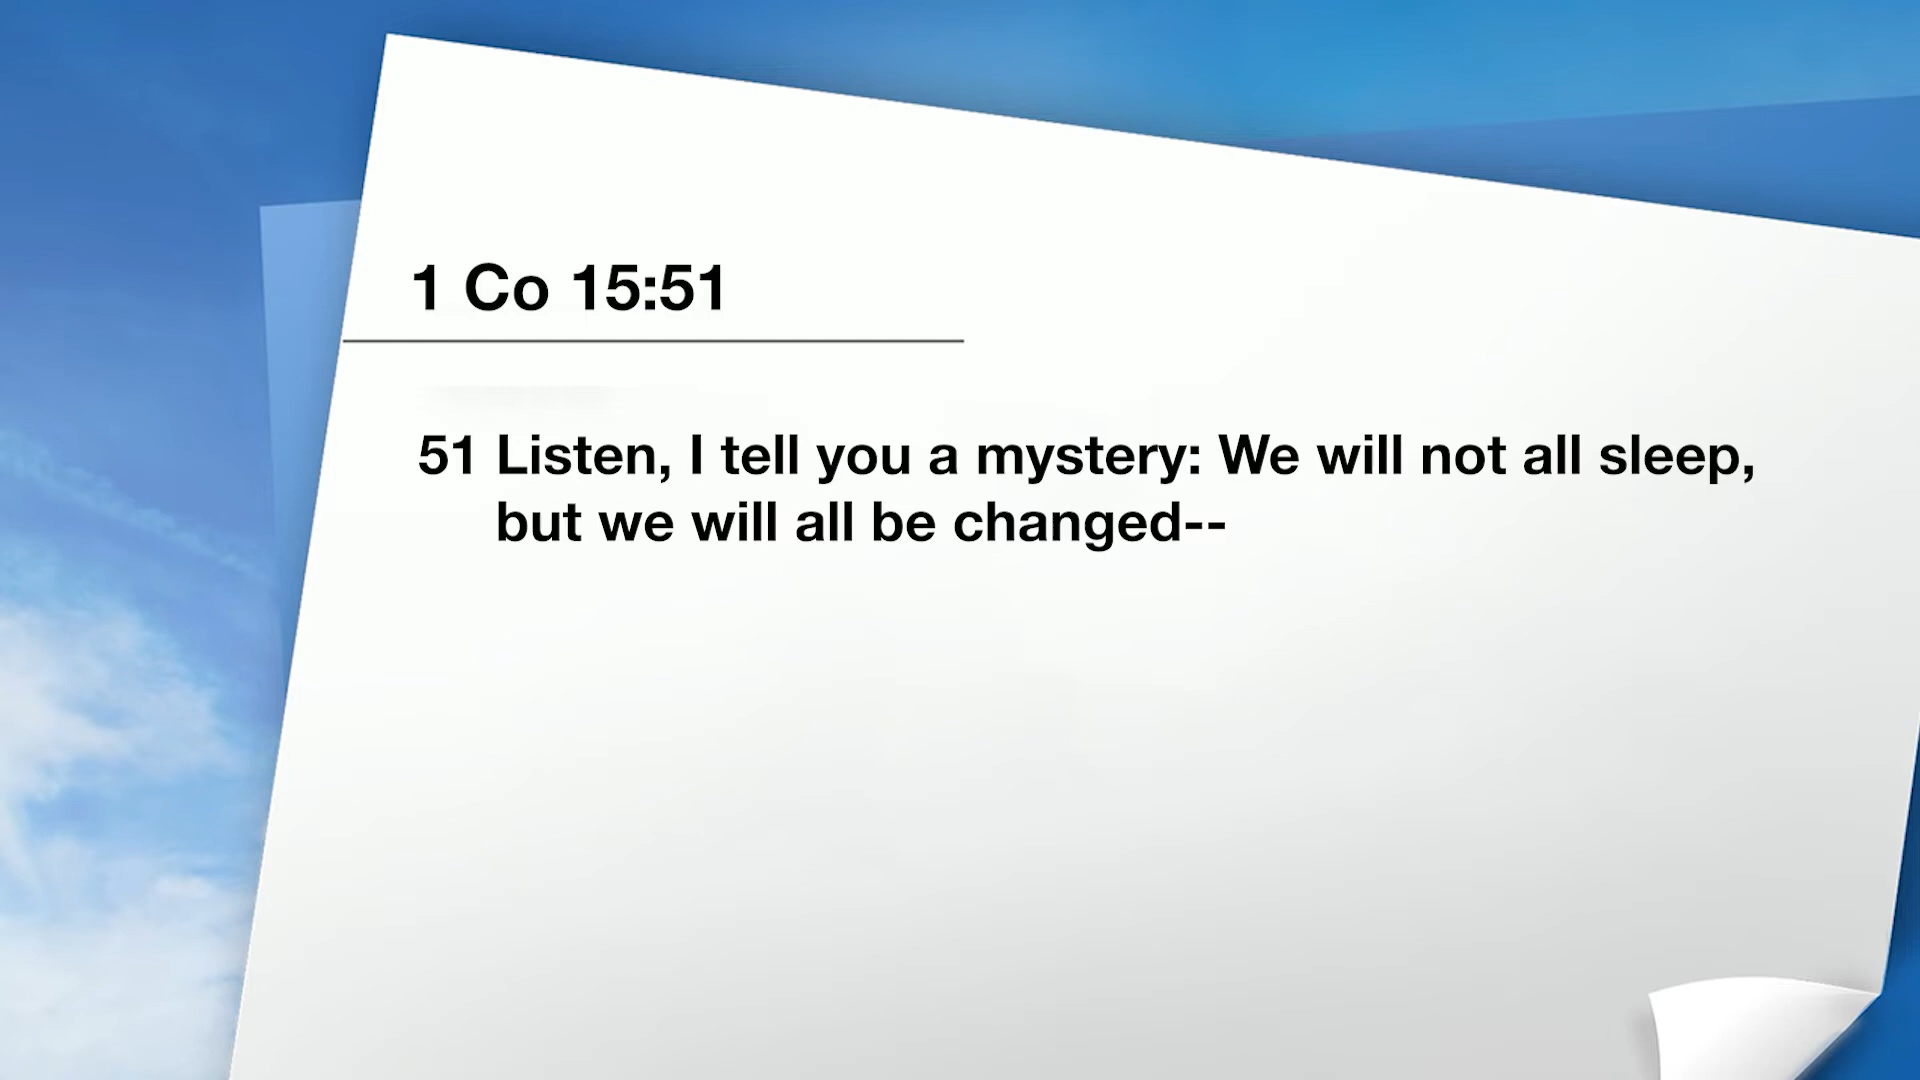 1 Co 15:51
51 Listen, I tell you a mystery: We will not all sleep,
but we will all be changed--